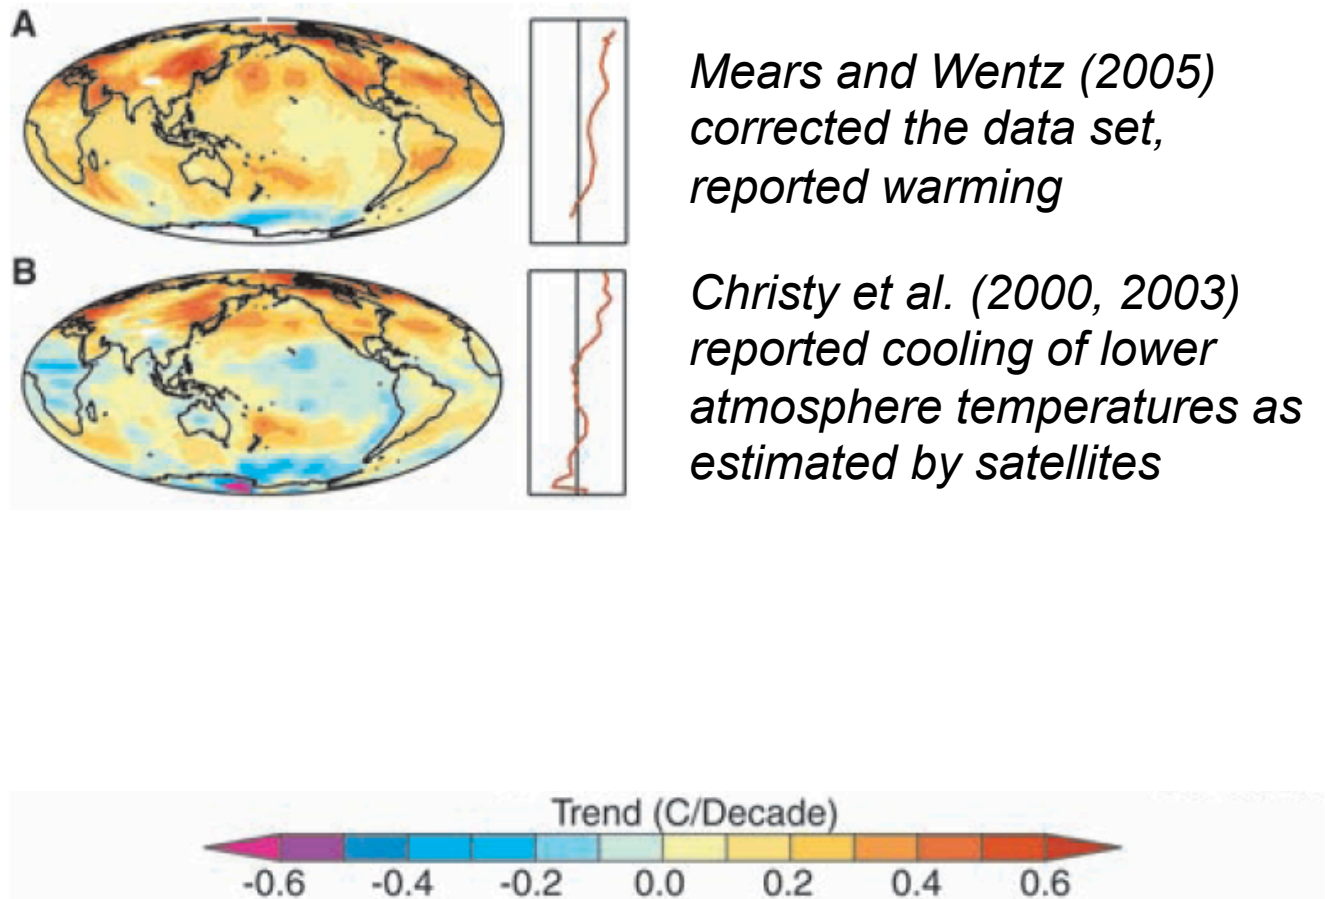 A
Mears and Wentz (2005)
corrected the data set,
reported warming
B
Christy et al. (2000, 2003)
reported cooling of lower
atmosphere temperatures as
estimated by satellites
Trend (C/Decade)
-0.6 -0.4 -0.2 0.0 0.2 0.4 0.6